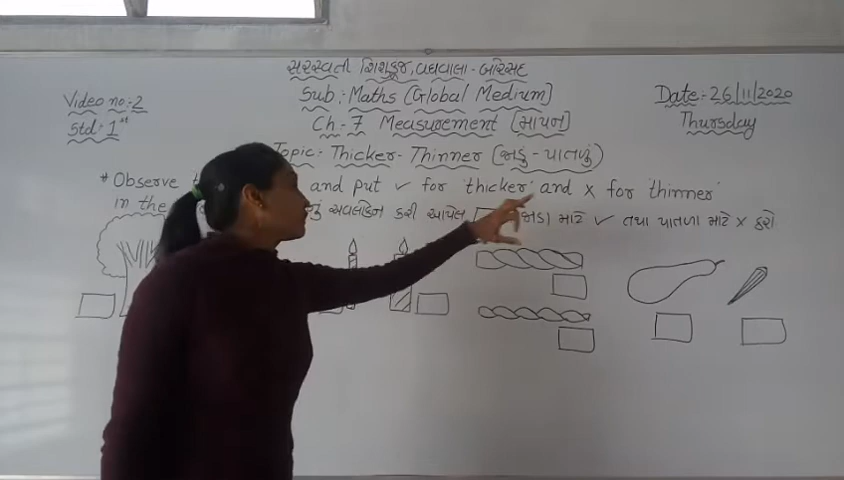 સરસ્વતી શિશુકુંજ, વઘવાલા - બોરસદ
Video no:-2
Sub:- Maths [Global Medium]
Date:- 26/11/2020
Std:- 1st
Ch:- 7 Measurement [માપન]
Thursday
Topic:- Thicker - Thinner (જાડું - પાતળું)
* Observe and put ✓ for 'thicker' and x for 'thinner'
in the અવલોકન કરી આપેલ જાડા માટે ✓ તથા પાતળા માટે x કરો